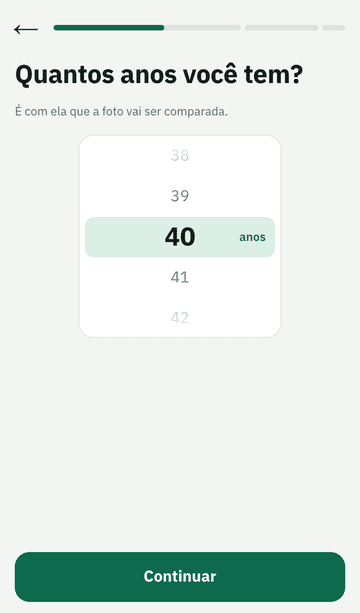 Quantos anos você tem?
É com ela que a foto vai ser comparada.
38
39
40 anos
41
42
Continuar